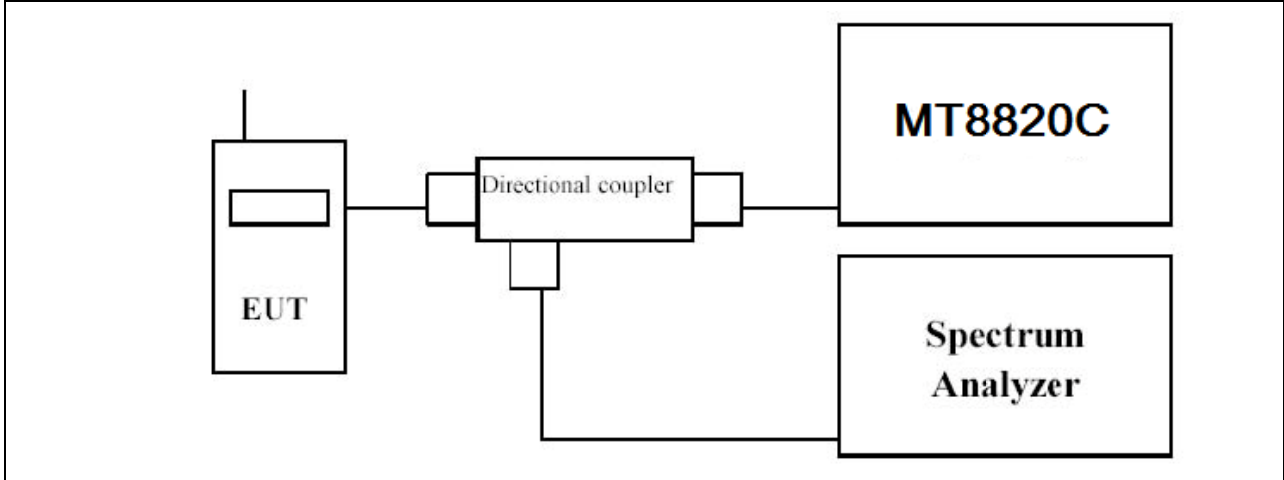 MT8820C
Directional coupler
EUT
Spectrum
Analyzer